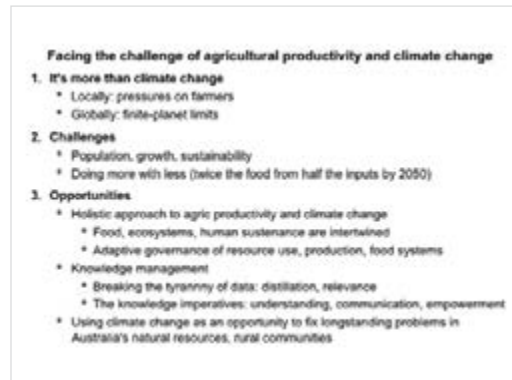 Facing the challenge of agricultural productivity and climate change
1. It's more than climate change
* Locally: pressures on farmers
* Globally: finite-planet limits
2. Challenges
* Population, growth, sustainability
* Doing more with less (twice the food from half the inputs by 2050)
3. Opportunities
* Holistic approach to agric productivity and climate change
* Food, ecosystems, human sustenance are intertwined
* Adaptive governance of resource use, production, food systems
* Knowledge management
* Breaking the tyrannny of data: distillation, relevance
* The knowledge imperatives: understanding, communication, empowerment
* Using climate change as an opportunity to fix longstanding problems in
Australia's natural resources, rural communities